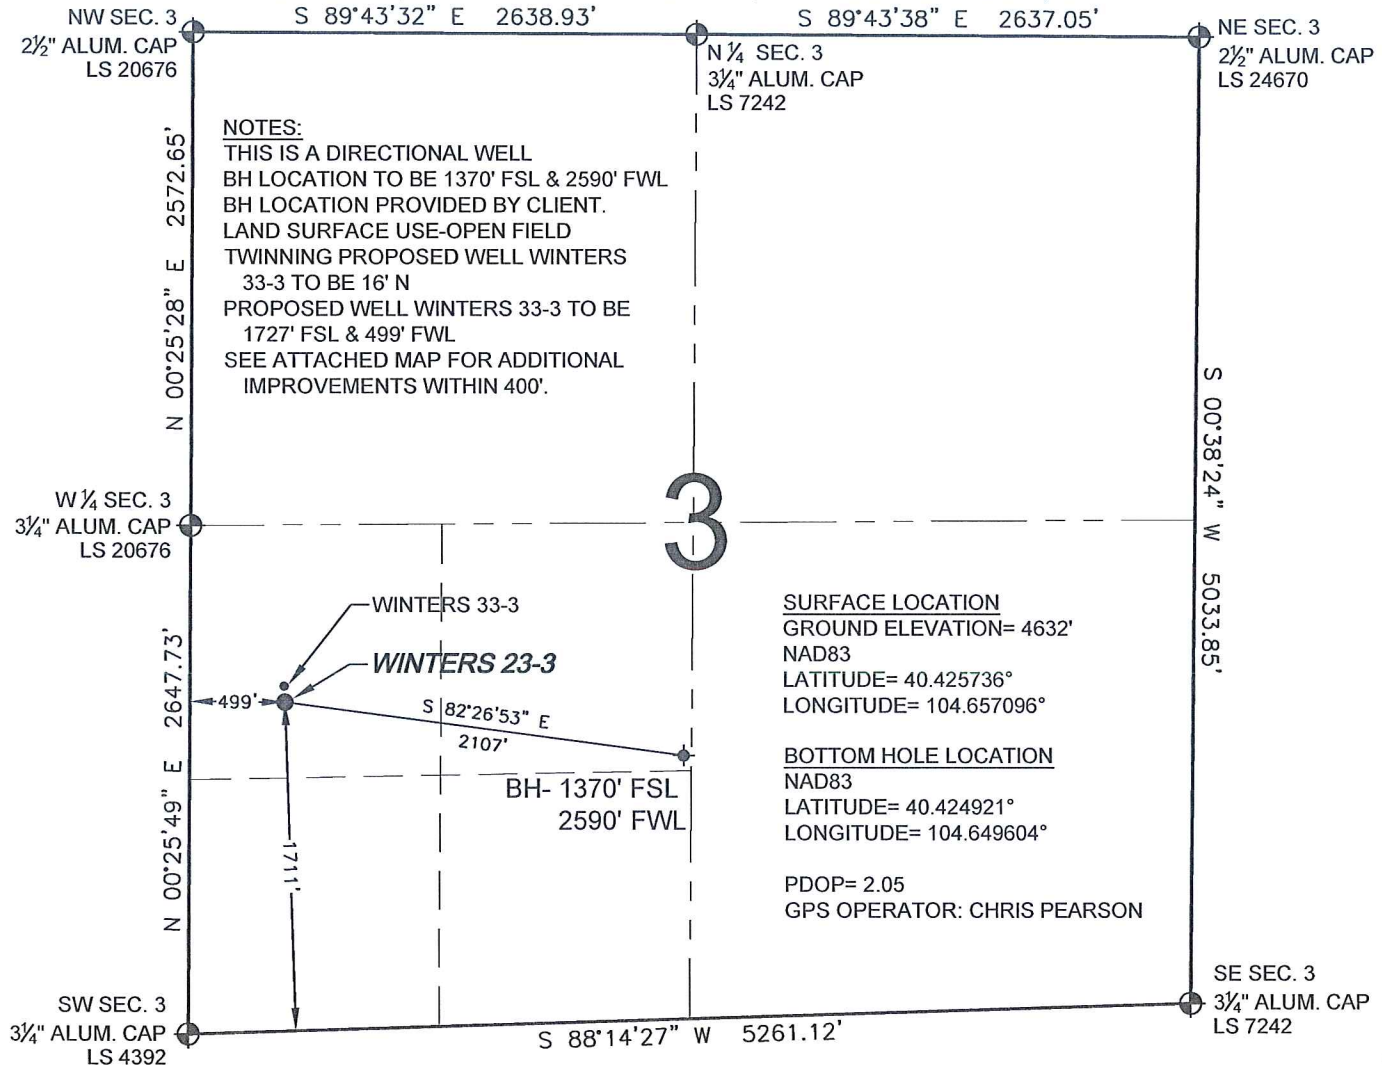 NW SEC. 3
2½" ALUM. CAP
LS 20676
S 89°43'32" E 2638.93'
S 89°43'38" E 2637.05'
NE SEC. 3
2½" ALUM. CAP
LS 24670
N ¼ SEC. 3
3¼" ALUM. CAP
LS 7242
N 00°25'28" E 2572.65'
NOTES:
THIS IS A DIRECTIONAL WELL
BH LOCATION TO BE 1370' FSL & 2590' FWL
BH LOCATION PROVIDED BY CLIENT.
LAND SURFACE USE-OPEN FIELD
TWINNING PROPOSED WELL WINTERS
33-3 TO BE 16' N
PROPOSED WELL WINTERS 33-3 TO BE
1727' FSL & 499' FWL
SEE ATTACHED MAP FOR ADDITIONAL
IMPROVEMENTS WITHIN 400'.
S 00°38'24" W 5033.85'
W ¼ SEC. 3
3¼" ALUM. CAP
LS 20676
3
WINTERS 33-3
WINTERS 23-3
499'
S 82°26'53" E
2107'
BH- 1370' FSL
2590' FWL
1711'
N 00°25'49" E 2647.73'
SURFACE LOCATION
GROUND ELEVATION= 4632'
NAD83
LATITUDE= 40.425736°
LONGITUDE= 104.657096°
BOTTOM HOLE LOCATION
NAD83
LATITUDE= 40.424921°
LONGITUDE= 104.649604°
PDOP= 2.05
GPS OPERATOR: CHRIS PEARSON
SW SEC. 3
3¼" ALUM. CAP
LS 4392
S 88°14'27" W 5261.12'
SE SEC. 3
3¼" ALUM. CAP
LS 7242